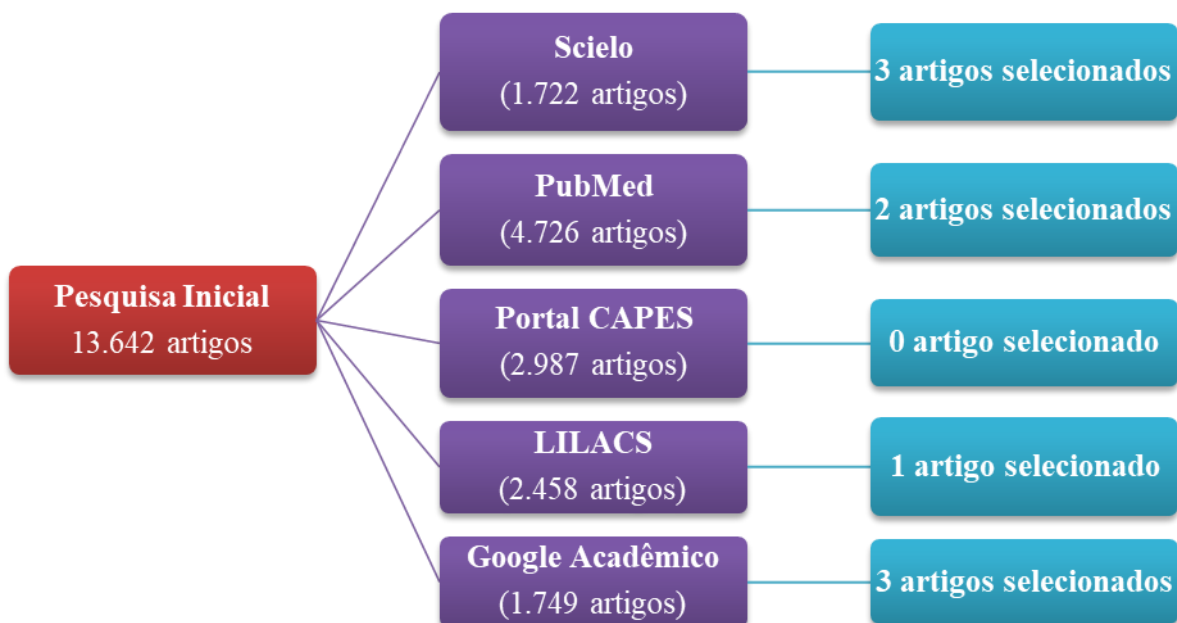 Pesquisa Inicial
13.642 artigos
Scielo
(1.722 artigos)
3 artigos selecionados
PubMed
(4.726 artigos)
2 artigos selecionados
Portal CAPES
(2.987 artigos)
0 artigo selecionado
LILACS
(2.458 artigos)
1 artigo selecionado
Google Acadêmico
(1.749 artigos)
3 artigos selecionados